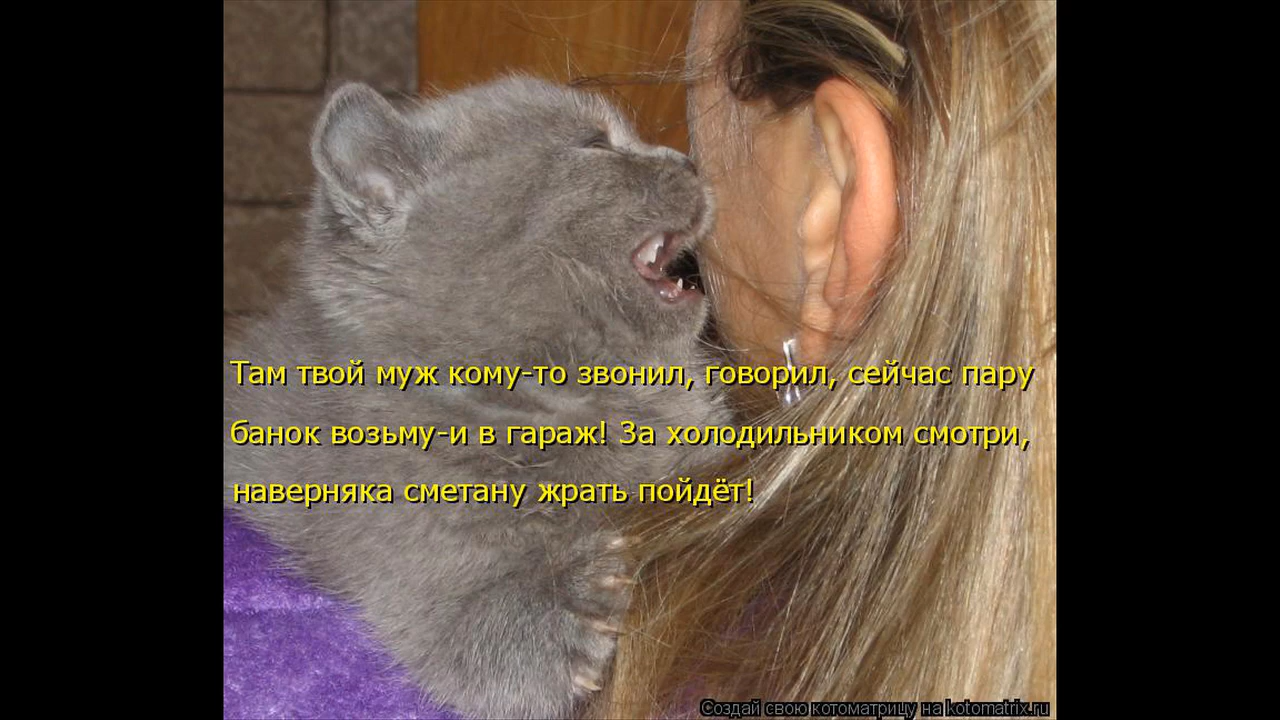 Там твой муж кому-то звонил, говорил, сейчас пару
банок возьму-и в гараж! За холодильником смотри,
наверняка сметану жрать пойдёт!
Создай свою котоматрицу на kotomatrix.ru